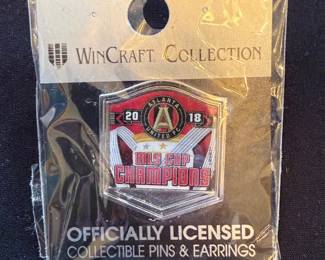 WINCRAFT COLLECTION
ATLANTA
20 A 18
UNITED FC
MLS CUP
CHAMPIONS
OFFICIALLY LICENSED
COLLECTIBLE PINS & EARRINGS